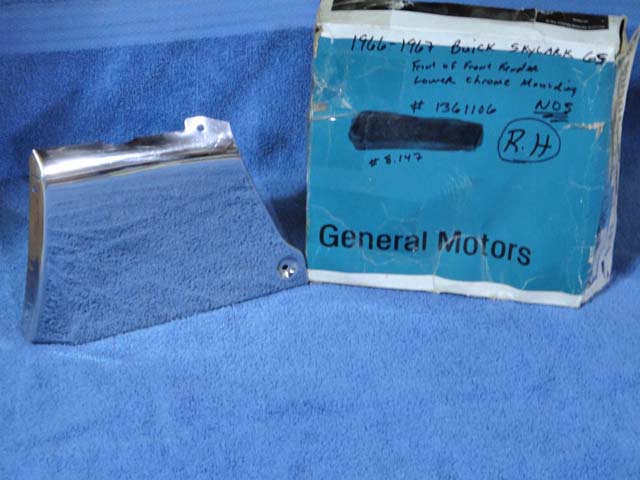 1966-1967 Buick SKYLARK GS
Front of Front Fender
Lower Chrome Moulding
# 1361106 NOS
R.H
# 8.147
General Motors